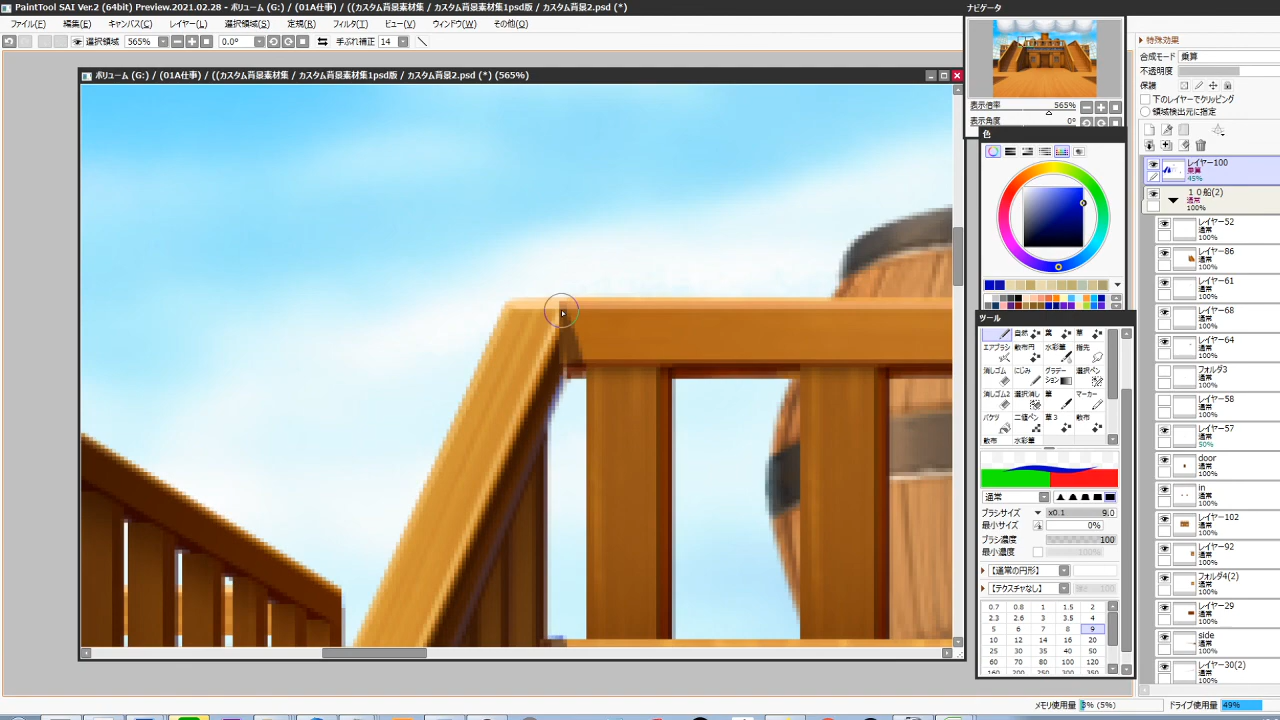 PaintTool SAI Ver.2 (64bit) Preview.2021.02.28 - ボリューム (G:) / (01A仕事) / ((カスタム背景素材集 / カスタム背景素材集1psd版 / カスタム背景2.psd (*)
ファイル(F) 編集(E) キャンバス(C) レイヤー(L) 選択領域(S) 定規(R) フィルタ(T) ビュー(V) ウィンドウ(W) その他(O)
選択領域 565% 0.0° 手ぶれ補正 14
ボリューム (G:) / (01A仕事) / ((カスタム背景素材集 / カスタム背景素材集1psd版 / カスタム背景2.psd (*) (565%)
ナビゲータ
表示倍率 565%
表示角度 0°
色
ツール
自然 葉 草
エアブラシ 散布円 水彩筆 指先
消しゴム にじみ グラデーション 選択ペン
消しゴム2 選択消し 筆 マーカー
バケツ 二値ペン 草3 散布
散布 水彩筆
通常
ブラシサイズ x0.1 9.0
最小サイズ 0%
ブラシ濃度 100
最小濃度 100%
【通常の円形】
【テクスチャなし】
0.7 0.8 1 1.5 2
2.3 2.6 3 3.5 4
5 6 7 8 9
10 12 14 16 20
25 30 35 40 50
60 70 80 100 120
160 200 250 300 350
特殊効果
合成モード 乗算
不透明度
保護
下のレイヤーでクリッピング
領域検出元に指定
レイヤー100
乗算
45%
10船(2)
通常
100%
レイヤー52
通常
100%
レイヤー86
通常
100%
レイヤー61
通常
100%
レイヤー68
通常
100%
レイヤー64
通常
100%
フォルダ3
通常
100%
レイヤー58
通常
100%
レイヤー57
通常
50%
door
通常
100%
in
通常
100%
レイヤー102
通常
100%
レイヤー92
通常
100%
フォルダ4(2)
通常
100%
レイヤー29
通常
100%
side
通常
100%
レイヤー30(2)
通常
100%
メモリ使用量 3% (5%) ドライブ使用量 49%